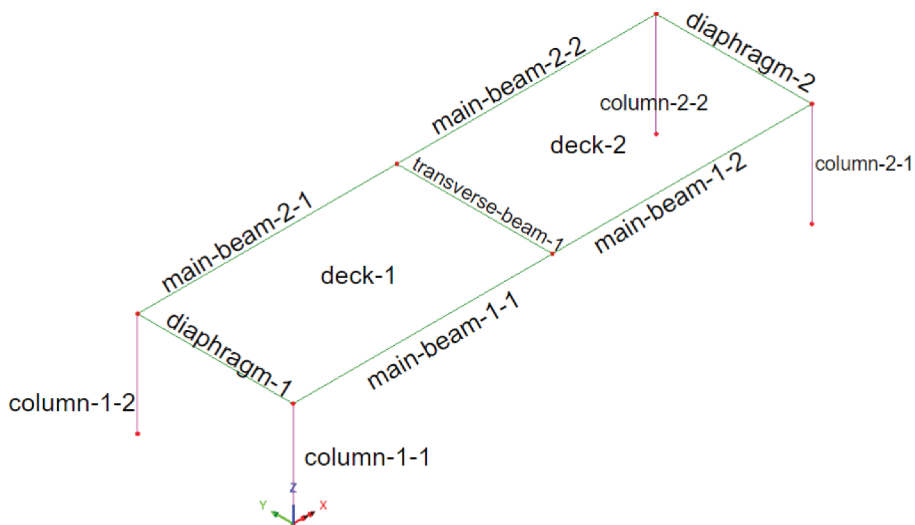 diaphragm-2
main-beam-2-2
column-2-2
deck-2
column-2-1
transverse-beam-1
main-beam-1-2
main-beam-2-1
deck-1
main-beam-1-1
diaphragm-1
column-1-2
column-1-1
Z
Y
X